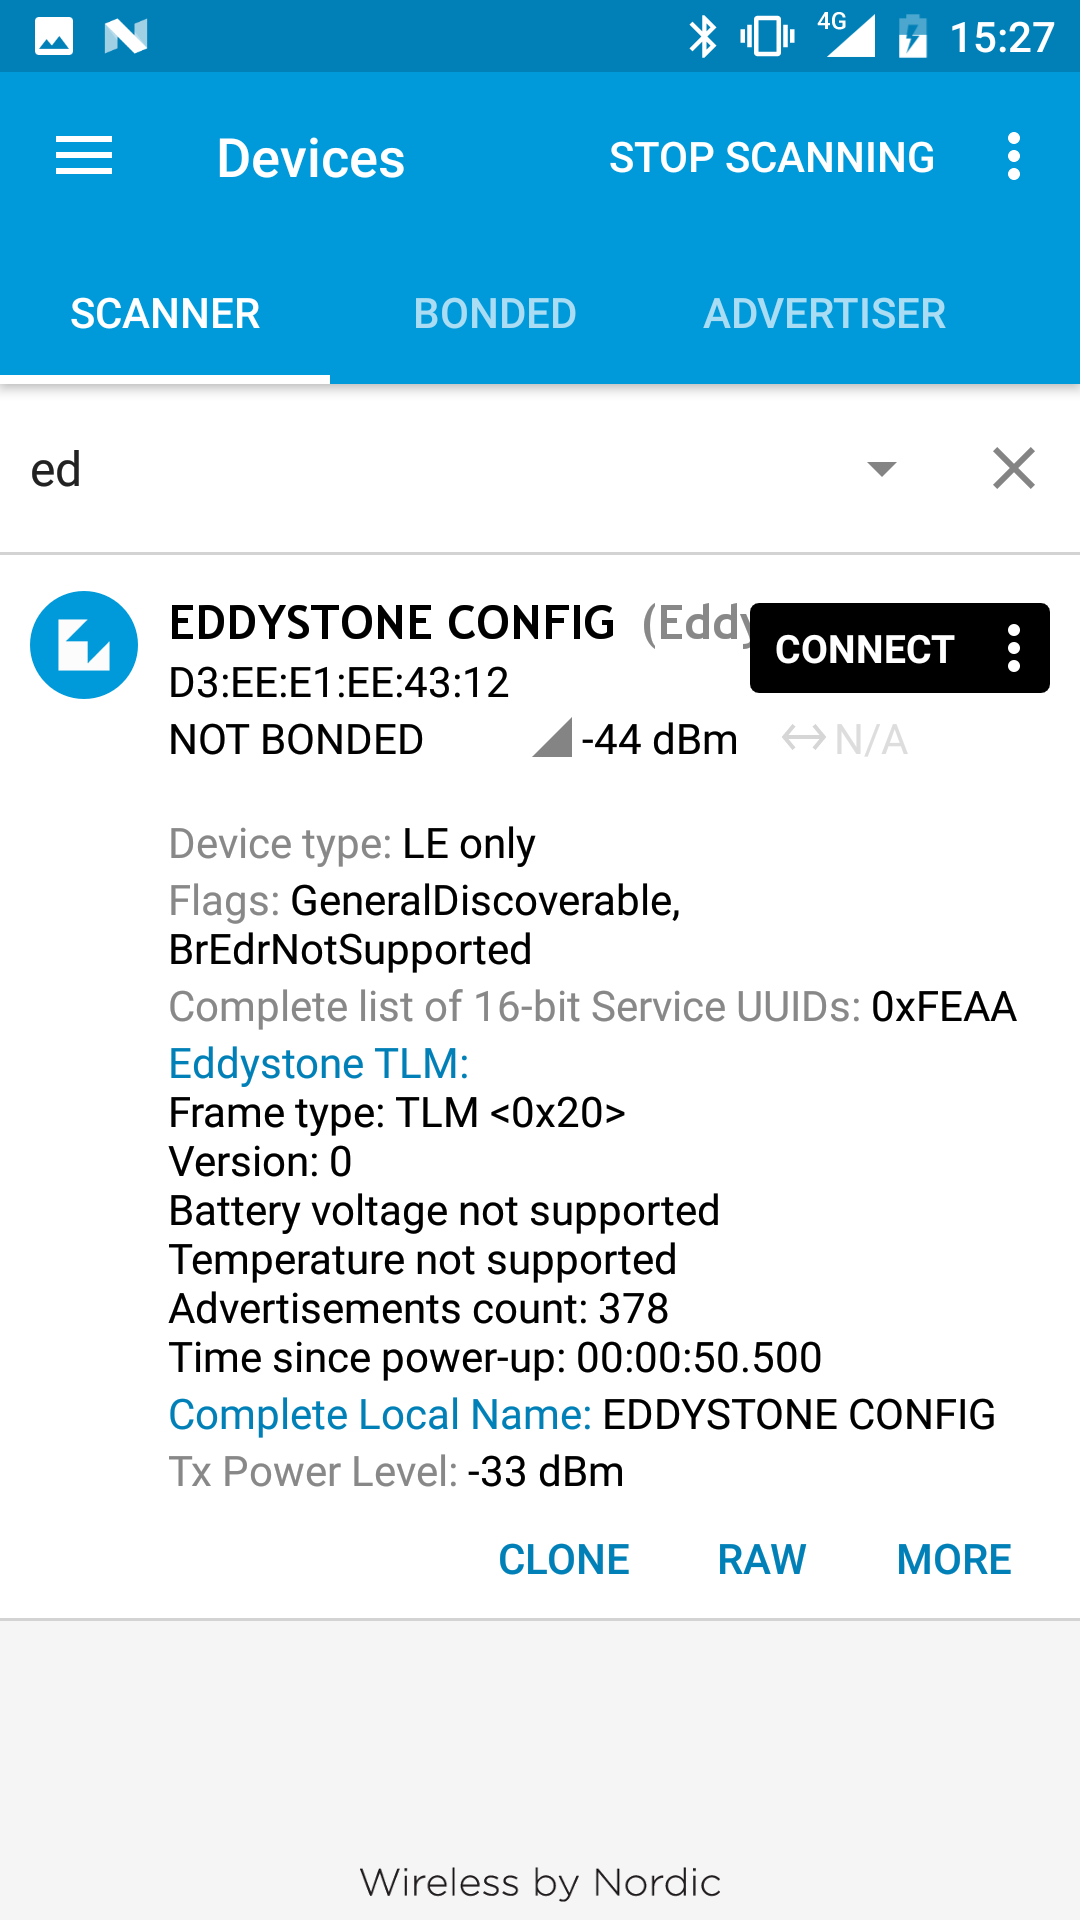 4G 15:27
Devices STOP SCANNING
SCANNER BONDED ADVERTISER
ed
EDDYSTONE CONFIG (Eddy
CONNECT
D3:EE:E1:EE:43:12
NOT BONDED -44 dBm N/A
Device type: LE only
Flags: GeneralDiscoverable,
BrEdrNotSupported
Complete list of 16-bit Service UUIDs: 0xFEAA
Eddystone TLM:
Frame type: TLM <0x20>
Version: 0
Battery voltage not supported
Temperature not supported
Advertisements count: 378
Time since power-up: 00:00:50.500
Complete Local Name: EDDYSTONE CONFIG
Tx Power Level: -33 dBm
CLONE RAW MORE
Wireless by Nordic